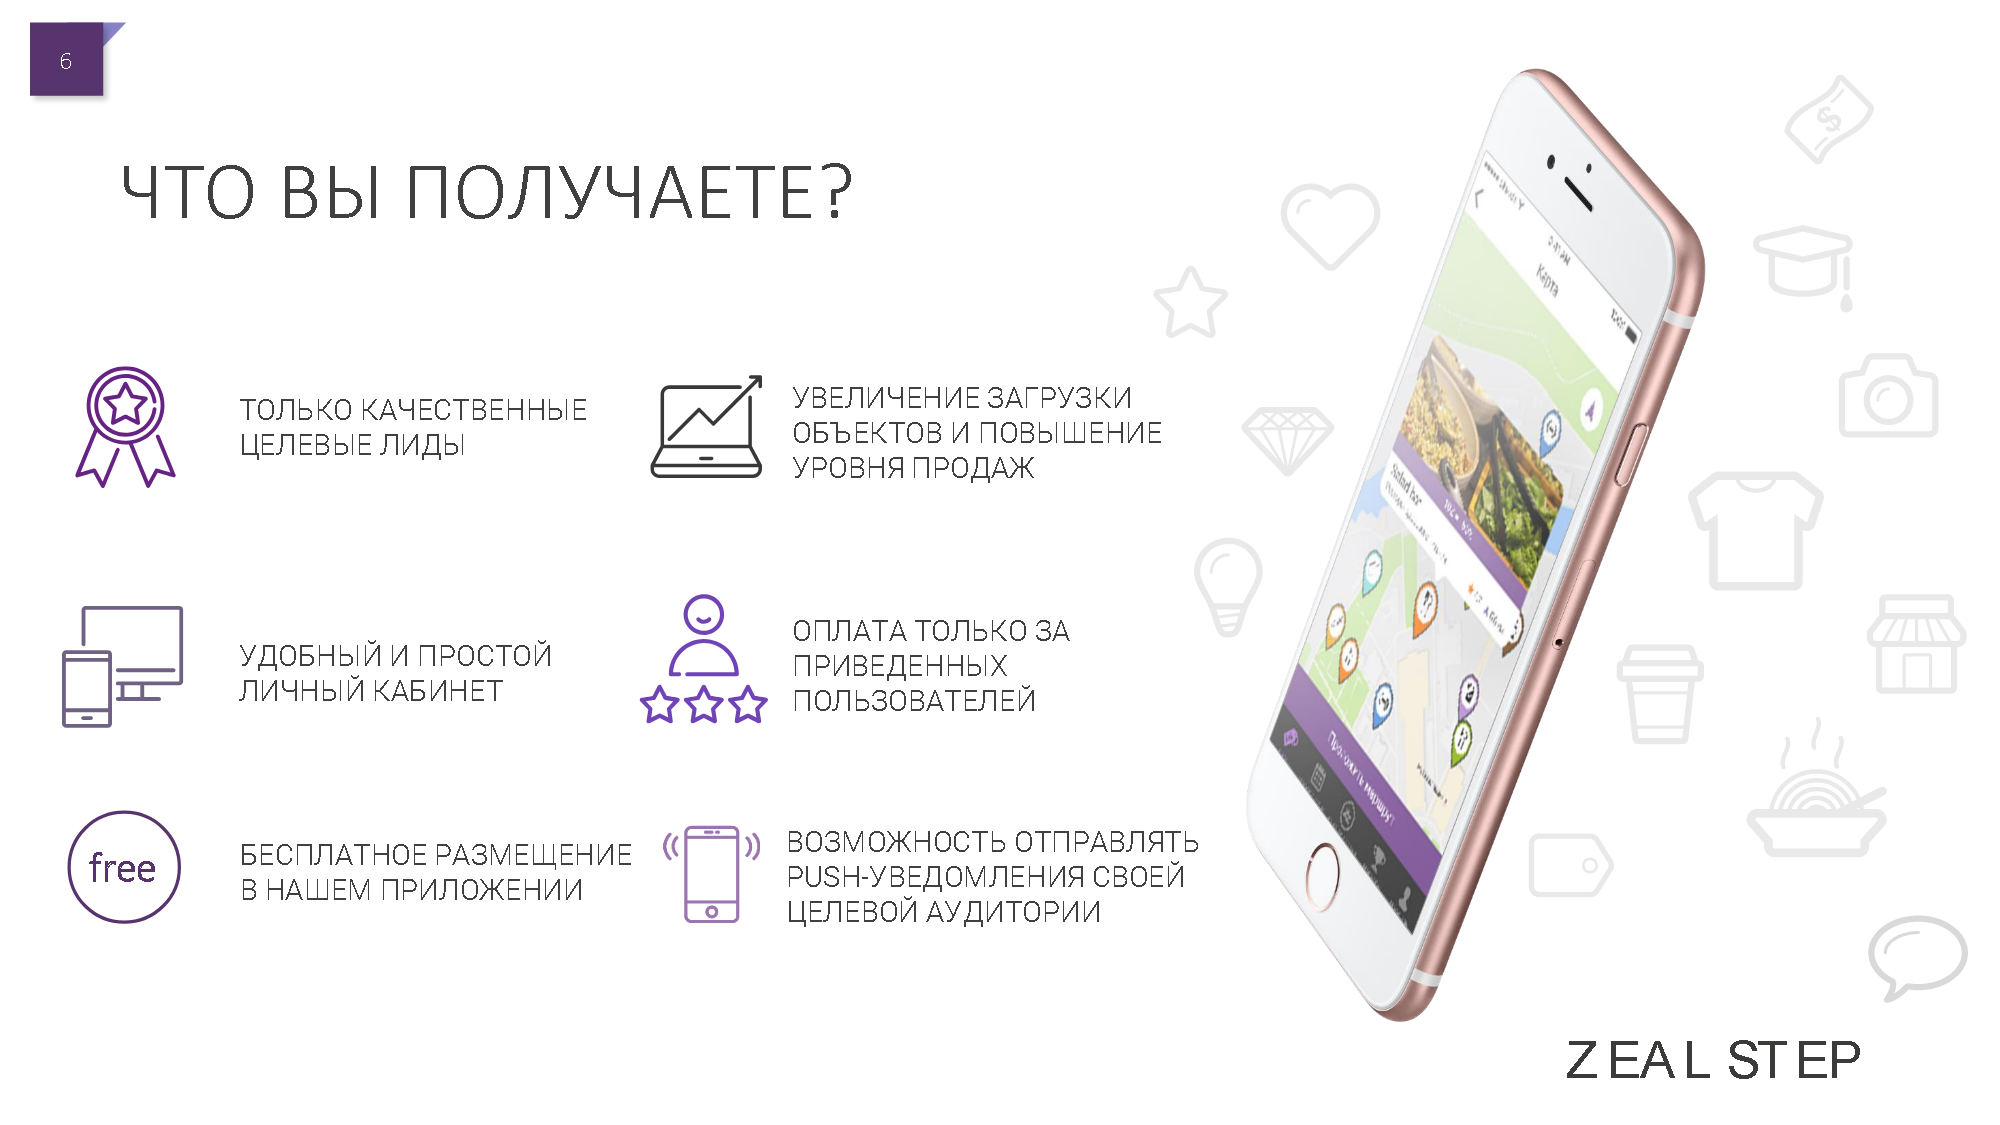 6
ЧТО ВЫ ПОЛУЧАЕТЕ?
ТОЛЬКО КАЧЕСТВЕННЫЕ
ЦЕЛЕВЫЕ ЛИДЫ
УВЕЛИЧЕНИЕ ЗАГРУЗКИ
ОБЪЕКТОВ И ПОВЫШЕНИЕ
УРОВНЯ ПРОДАЖ
УДОБНЫЙ И ПРОСТОЙ
ЛИЧНЫЙ КАБИНЕТ
ОПЛАТА ТОЛЬКО ЗА
ПРИВЕДЕННЫХ
ПОЛЬЗОВАТЕЛЕЙ
free
БЕСПЛАТНОЕ РАЗМЕЩЕНИЕ
В НАШЕМ ПРИЛОЖЕНИИ
ВОЗМОЖНОСТЬ ОТПРАВЛЯТЬ
PUSH-УВЕДОМЛЕНИЯ СВОЕЙ
ЦЕЛЕВОЙ АУДИТОРИИ
Карта
Salad bar
Проложить маршрут
$
ZEAL STEP